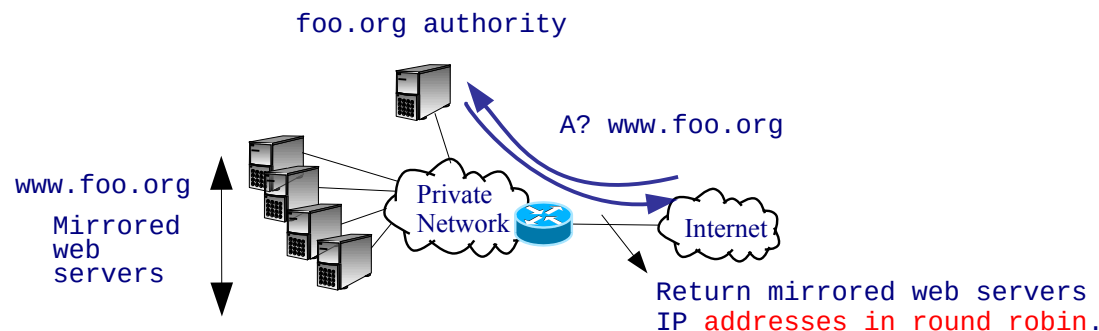 foo.org authority
A? www.foo.org
www.foo.org
Mirrored
web
servers
Private
Network
Internet
Return mirrored web servers
IP addresses in round robin.